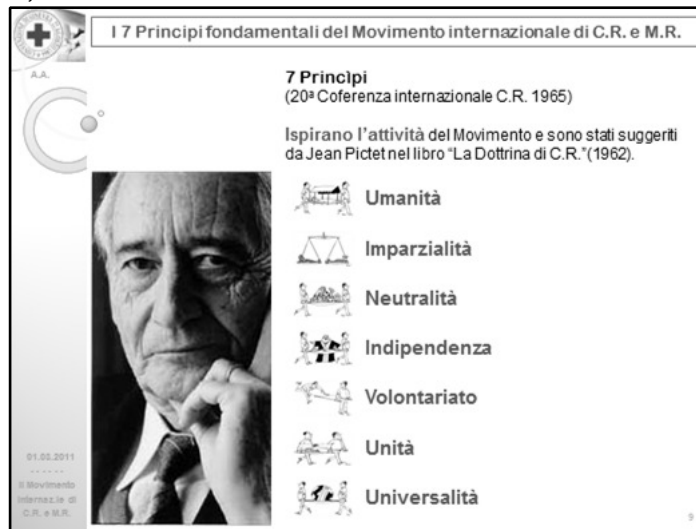 I 7 Principi fondamentali del Movimento internazionale di C.R. e M.R.
A.A.
7 Princìpi
(20ª Coferenza internazionale C.R. 1965)
Ispirano l'attività del Movimento e sono stati suggeriti
da Jean Pictet nel libro “La Dottrina di C.R.”(1962).
Umanità
Imparzialità
Neutralità
Indipendenza
Volontariato
Unità
Universalità
01.02.2011
- - - - - -
Il Movimento
internaz.le di
C.R. e M.R.
9